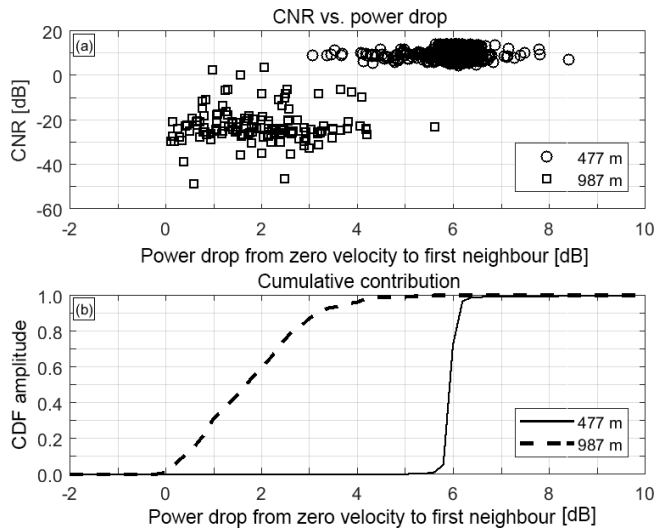 CNR vs. power drop
(a)
20
0
-20
-40
-60
CNR [dB]
477 m
987 m
-2 0 2 4 6 8 10
Power drop from zero velocity to first neighbour [dB]
Cumulative contribution
(b)
1.0
0.8
0.6
0.4
0.2
0.0
CDF amplitude
477 m
987 m
-2 0 2 4 6 8 10
Power drop from zero velocity to first neighbour [dB]